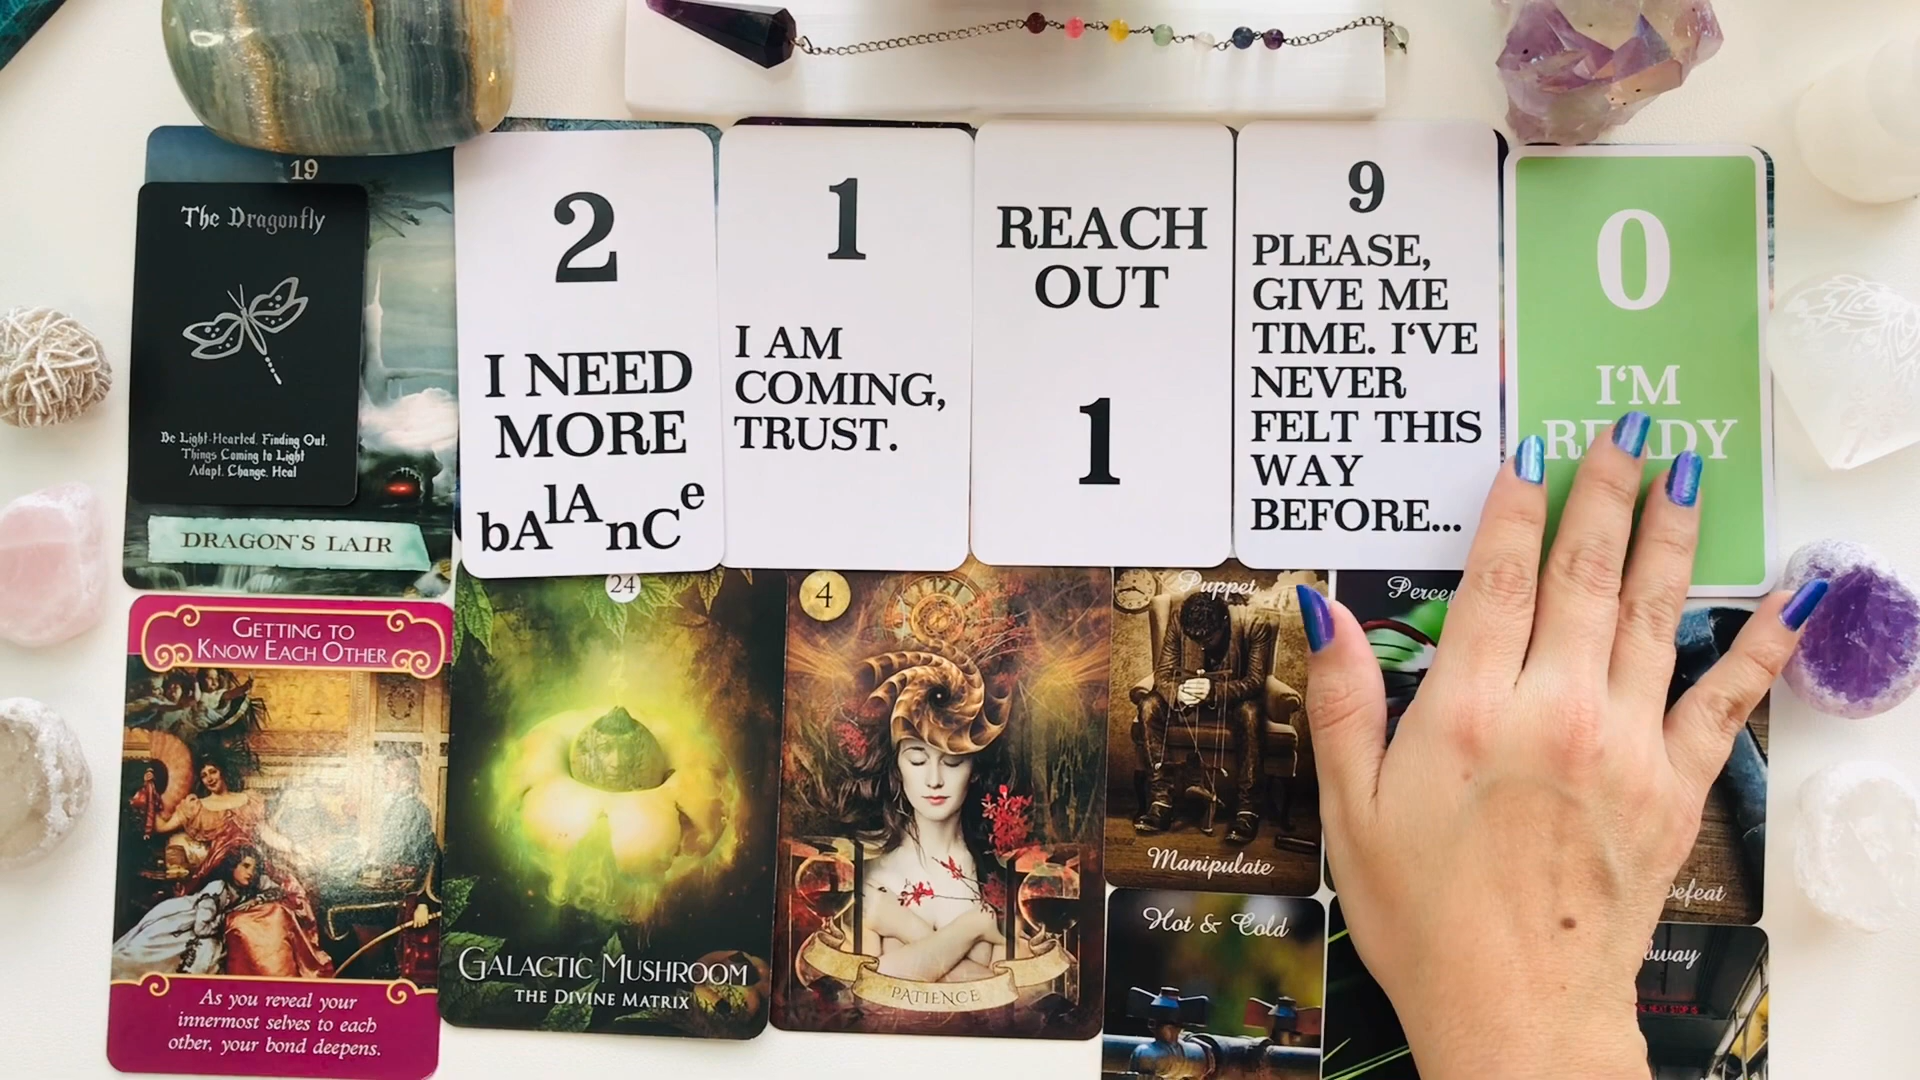 19
The Dragonfly
Be Light-Hearted. Finding Out.
Things Coming to Light
Adapt. Change. Heal
DRAGON'S LAIR
2
I NEED
MORE
bAlAnCe
1
I AM
COMING,
TRUST.
REACH
OUT
1
9
PLEASE,
GIVE ME
TIME. I'VE
NEVER
FELT THIS
WAY
BEFORE...
0
I'M
READY
GETTING TO
KNOW EACH OTHER
As you reveal your
innermost selves to each
other, your bond deepens.
24
GALACTIC MUSHROOM
THE DIVINE MATRIX
4
PATIENCE
Puppet
Manipulate
Hot & Cold
Percep
Defeat